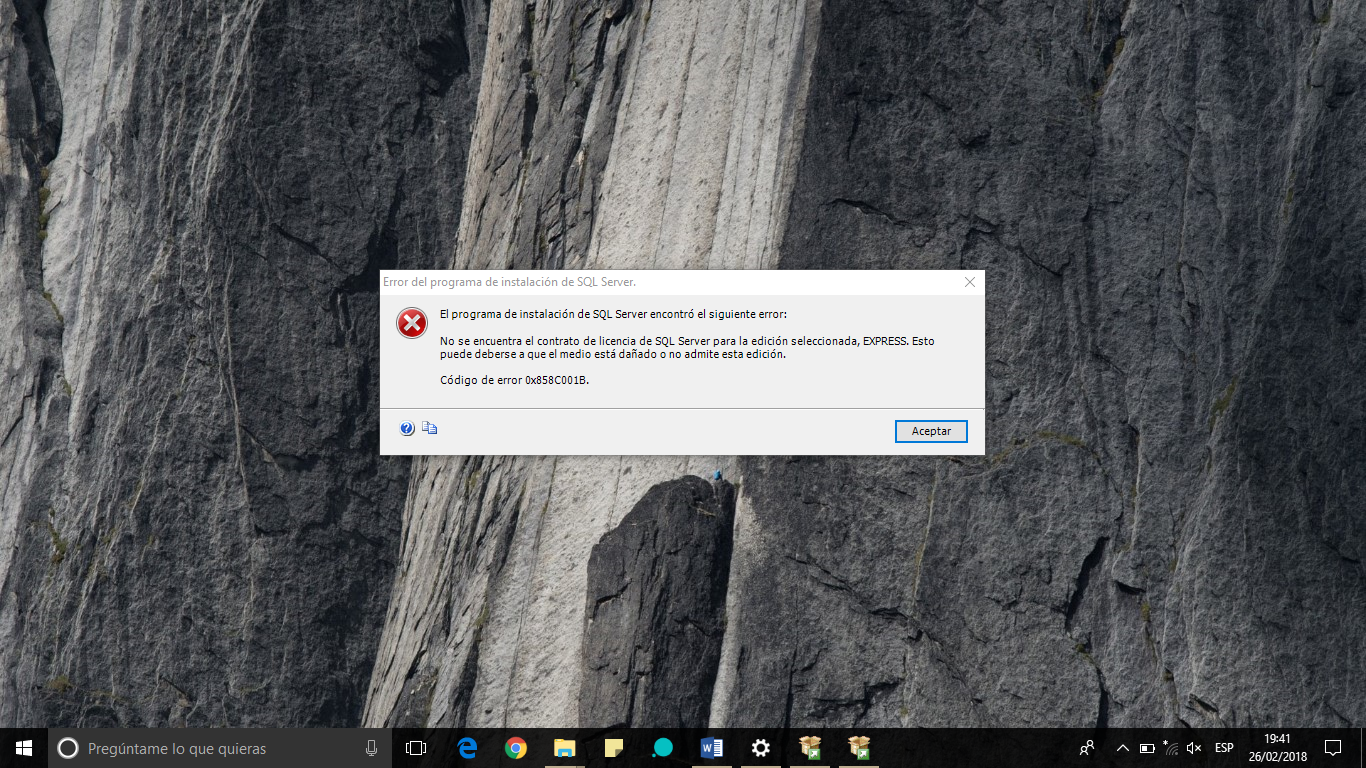 Error del programa de instalación de SQL Server.
El programa de instalación de SQL Server encontró el siguiente error:
No se encuentra el contrato de licencia de SQL Server para la edición seleccionada, EXPRESS. Esto
puede deberse a que el medio está dañado o no admite esta edición.
Código de error 0x858C001B.
Aceptar
Pregúntame lo que quieras
ESP
19:41
26/02/2018